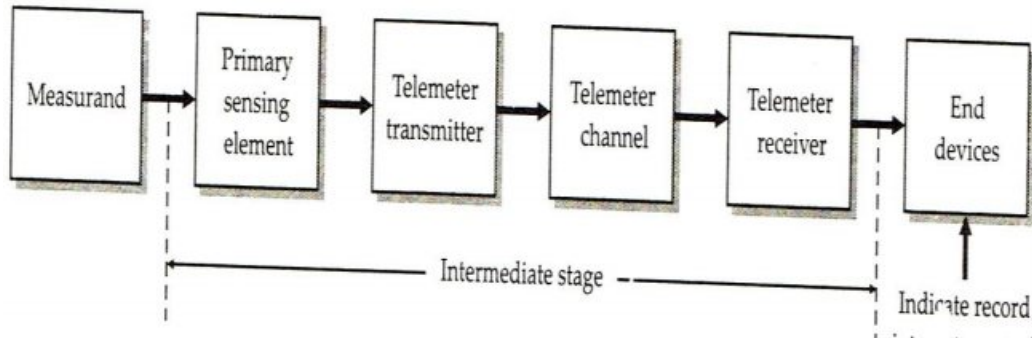 Measurand
Primary
sensing
element
Telemeter
transmitter
Telemeter
channel
Telemeter
receiver
End
devices
Intermediate stage
Indicate record